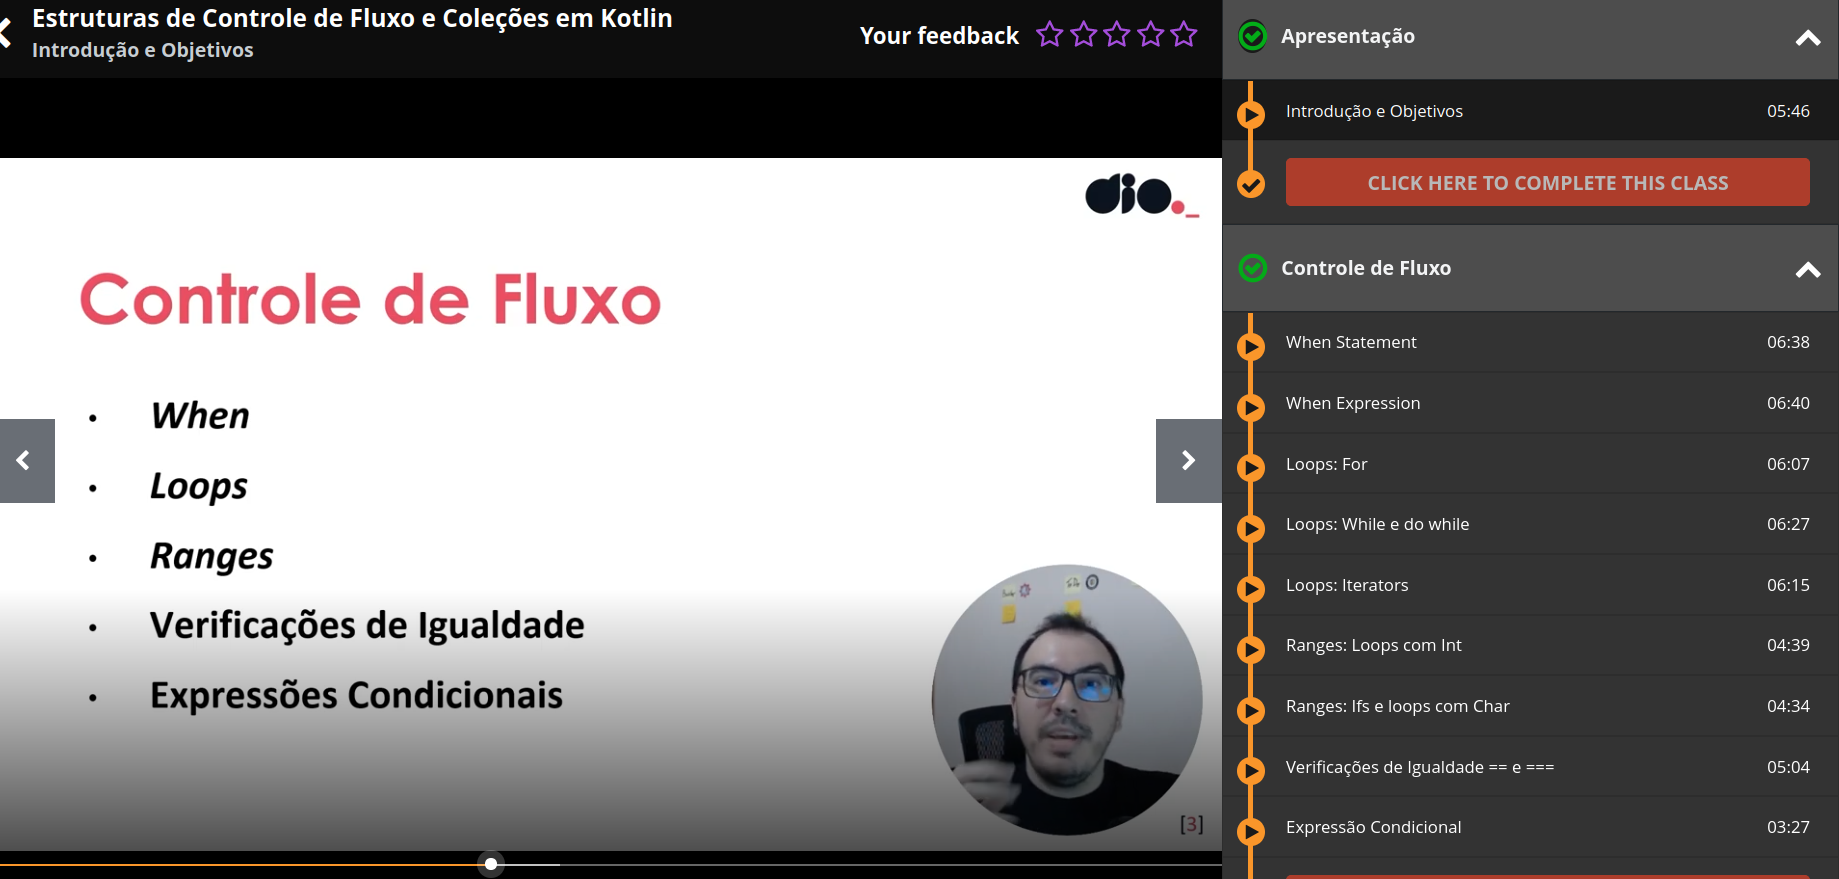 Estruturas de Controle de Fluxo e Coleções em Kotlin
Introdução e Objetivos
Your feedback
dio._
Controle de Fluxo
• When
• Loops
• Ranges
• Verificações de Igualdade
• Expressões Condicionais
[3]
Apresentação
Introdução e Objetivos 05:46
CLICK HERE TO COMPLETE THIS CLASS
Controle de Fluxo
When Statement 06:38
When Expression 06:40
Loops: For 06:07
Loops: While e do while 06:27
Loops: Iterators 06:15
Ranges: Loops com Int 04:39
Ranges: Ifs e loops com Char 04:34
Verificações de Igualdade == e === 05:04
Expressão Condicional 03:27